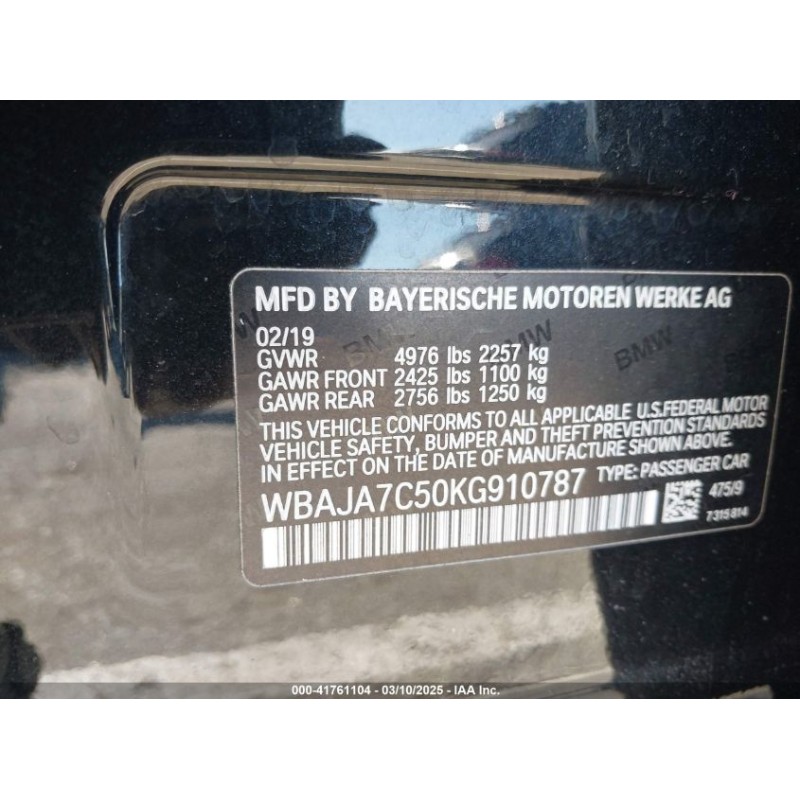 MFD BY BAYERISCHE MOTOREN WERKE AG
02/19
GVWR 4976 lbs 2257 kg
GAWR FRONT 2425 lbs 1100 kg
GAWR REAR 2756 lbs 1250 kg
THIS VEHICLE CONFORMS TO ALL APPLICABLE U.S.FEDERAL MOTOR
VEHICLE SAFETY, BUMPER AND THEFT PREVENTION STANDARDS
IN EFFECT ON THE DATE OF MANUFACTURE SHOWN ABOVE.
WBAJA7C50KG910787 TYPE: PASSENGER CAR
475/9
7315814
BMW
BMW
000-41761104 - 03/10/2025 - IAA Inc.